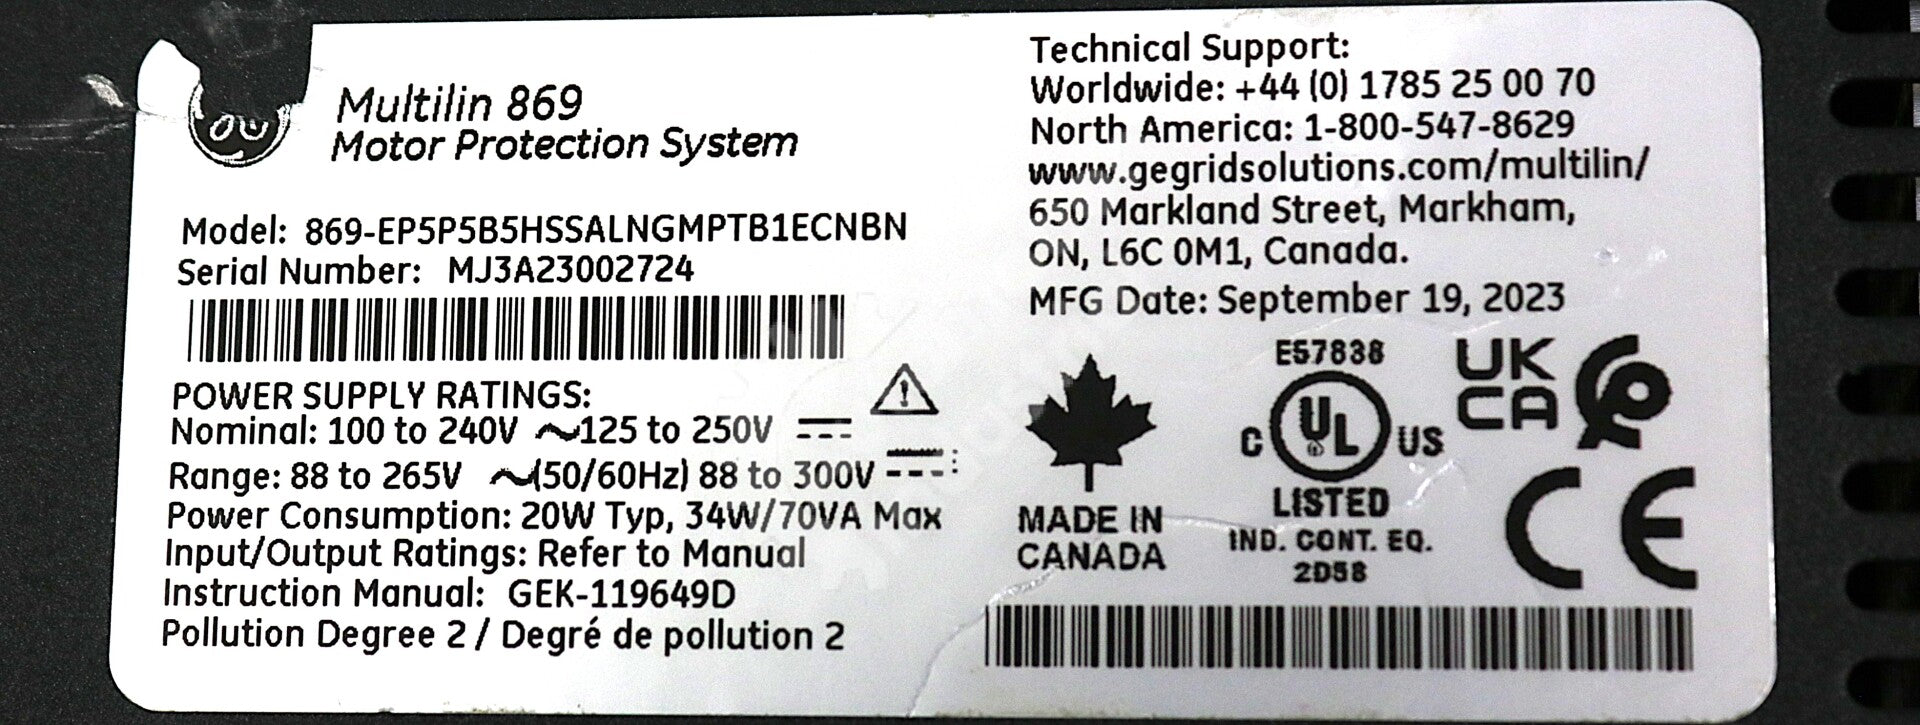 Multilin 869
Motor Protection System
Model: 869-EP5P5B5HSSALNGMPTB1ECNBN
Serial Number: MJ3A23002724
POWER SUPPLY RATINGS:
Nominal: 100 to 240V ~125 to 250V ⎓
Range: 88 to 265V ~(50/60Hz) 88 to 300V ⎓
Power Consumption: 20W Typ, 34W/70VA Max
Input/Output Ratings: Refer to Manual
Instruction Manual: GEK-119649D
Pollution Degree 2 / Degré de pollution 2
Technical Support:
Worldwide: +44 (0) 1785 25 00 70
North America: 1-800-547-8629
www.gegridsolutions.com/multilin/
650 Markland Street, Markham,
ON, L6C 0M1, Canada.
MFG Date: September 19, 2023
MADE IN
CANADA
E57838
C UL US
LISTED
IND. CONT. EQ.
2D58
UK
CA
CE